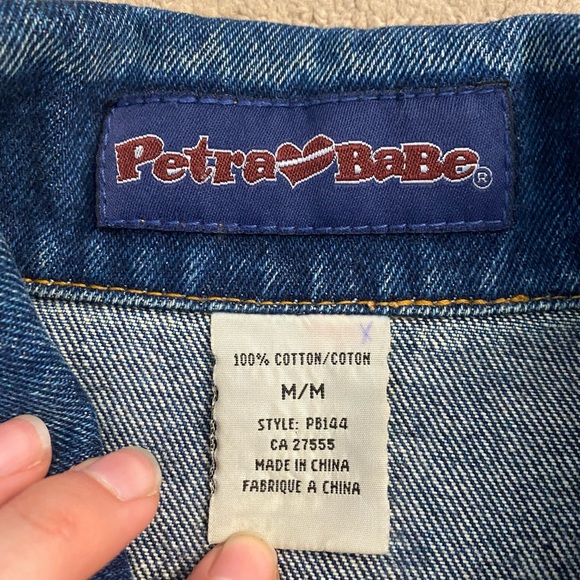 Petra BaBe ®
X
100% COTTON/COTON
M/M
STYLE: PB144
CA 27555
MADE IN CHINA
FABRIQUE A CHINA